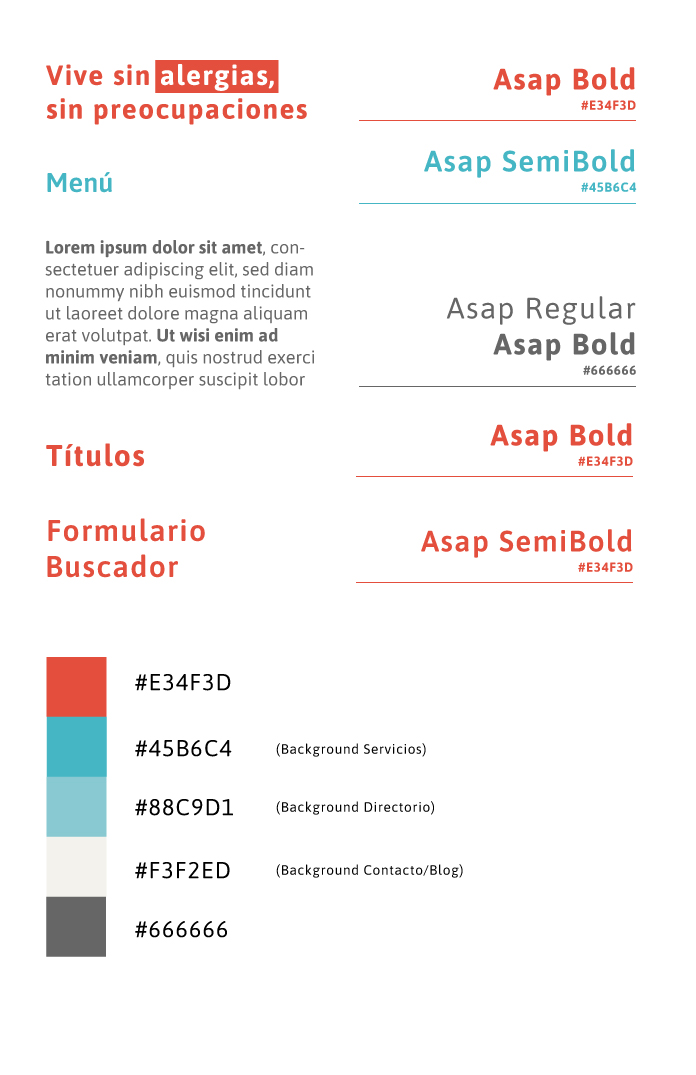 Vive sin alergias,
sin preocupaciones
Asap Bold
#E34F3D
Menú
Asap SemiBold
#45B6C4
Lorem ipsum dolor sit amet, con-
sectetuer adipiscing elit, sed diam
nonummy nibh euismod tincidunt
ut laoreet dolore magna aliquam
erat volutpat. Ut wisi enim ad
minim veniam, quis nostrud exerci
tation ullamcorper suscipit lobor
Asap Regular
Asap Bold
#666666
Títulos
Asap Bold
#E34F3D
Formulario
Buscador
Asap SemiBold
#E34F3D
#E34F3D
#45B6C4 (Background Servicios)
#88C9D1 (Background Directorio)
#F3F2ED (Background Contacto/Blog)
#666666